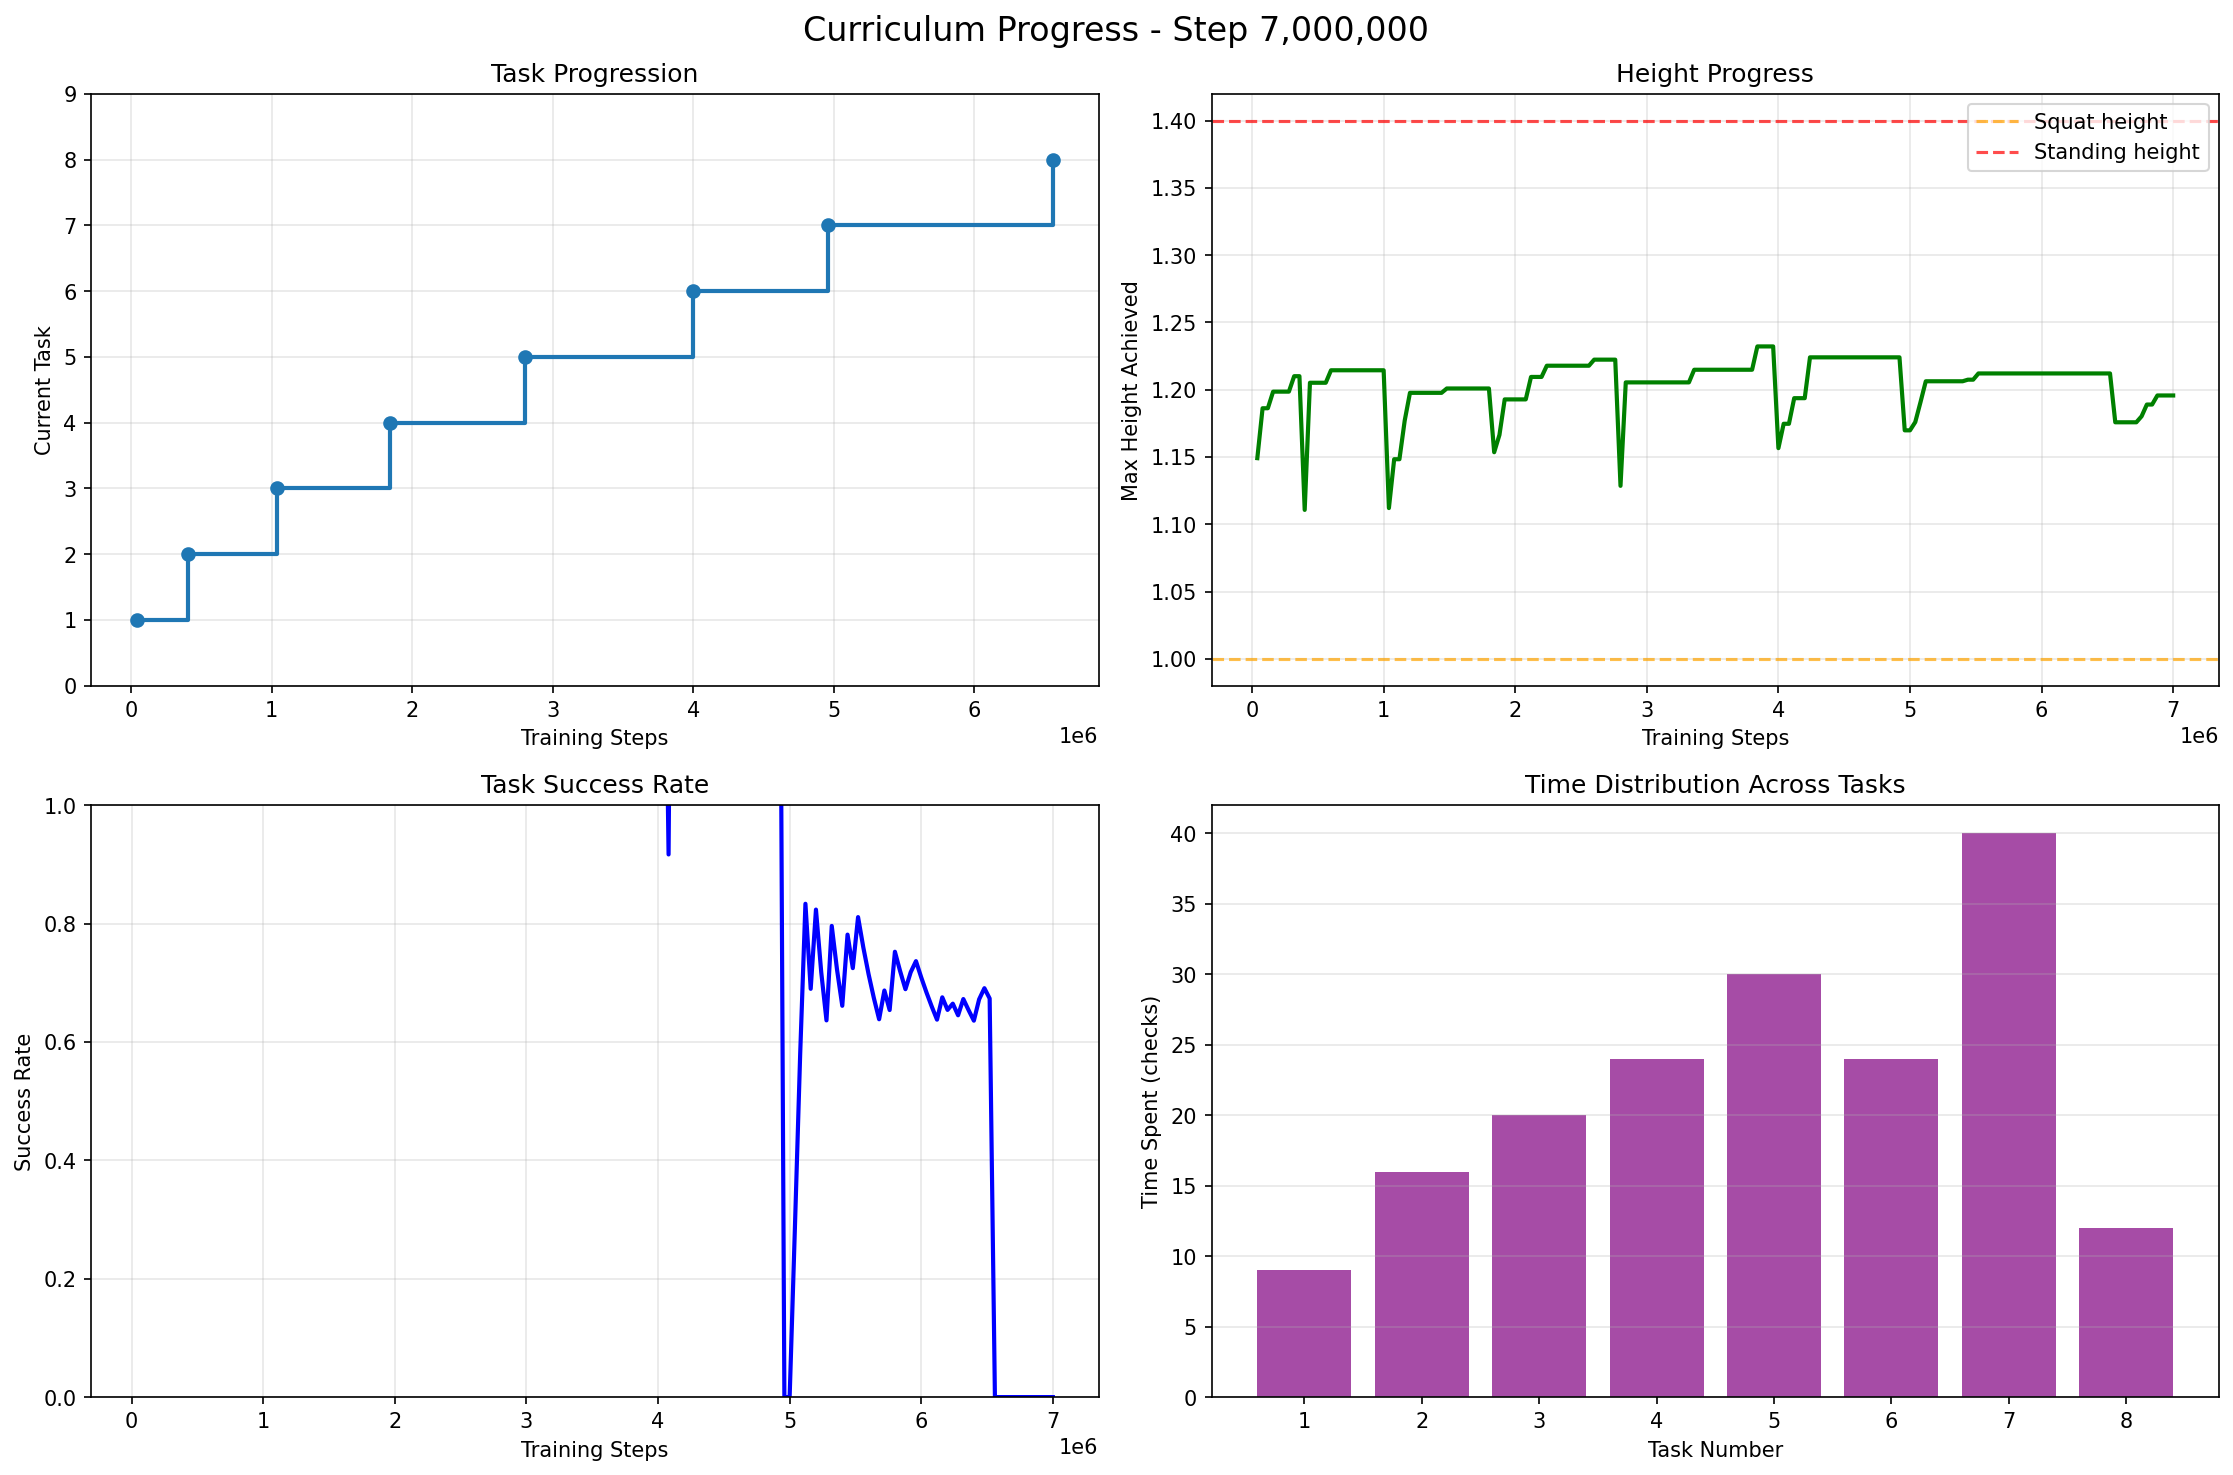 Curriculum Progress - Step 7,000,000
Task Progression
Current Task
9
8
7
6
5
4
3
2
1
0
0 1 2 3 4 5 6
1e6
Training Steps
Height Progress
Max Height Achieved
1.40
1.35
1.30
1.25
1.20
1.15
1.10
1.05
1.00
Squat height
Standing height
0 1 2 3 4 5 6 7
1e6
Training Steps
Task Success Rate
Success Rate
1.0
0.8
0.6
0.4
0.2
0.0
0 1 2 3 4 5 6 7
1e6
Training Steps
Time Distribution Across Tasks
Time Spent (checks)
40
35
30
25
20
15
10
5
0
1 2 3 4 5 6 7 8
Task Number